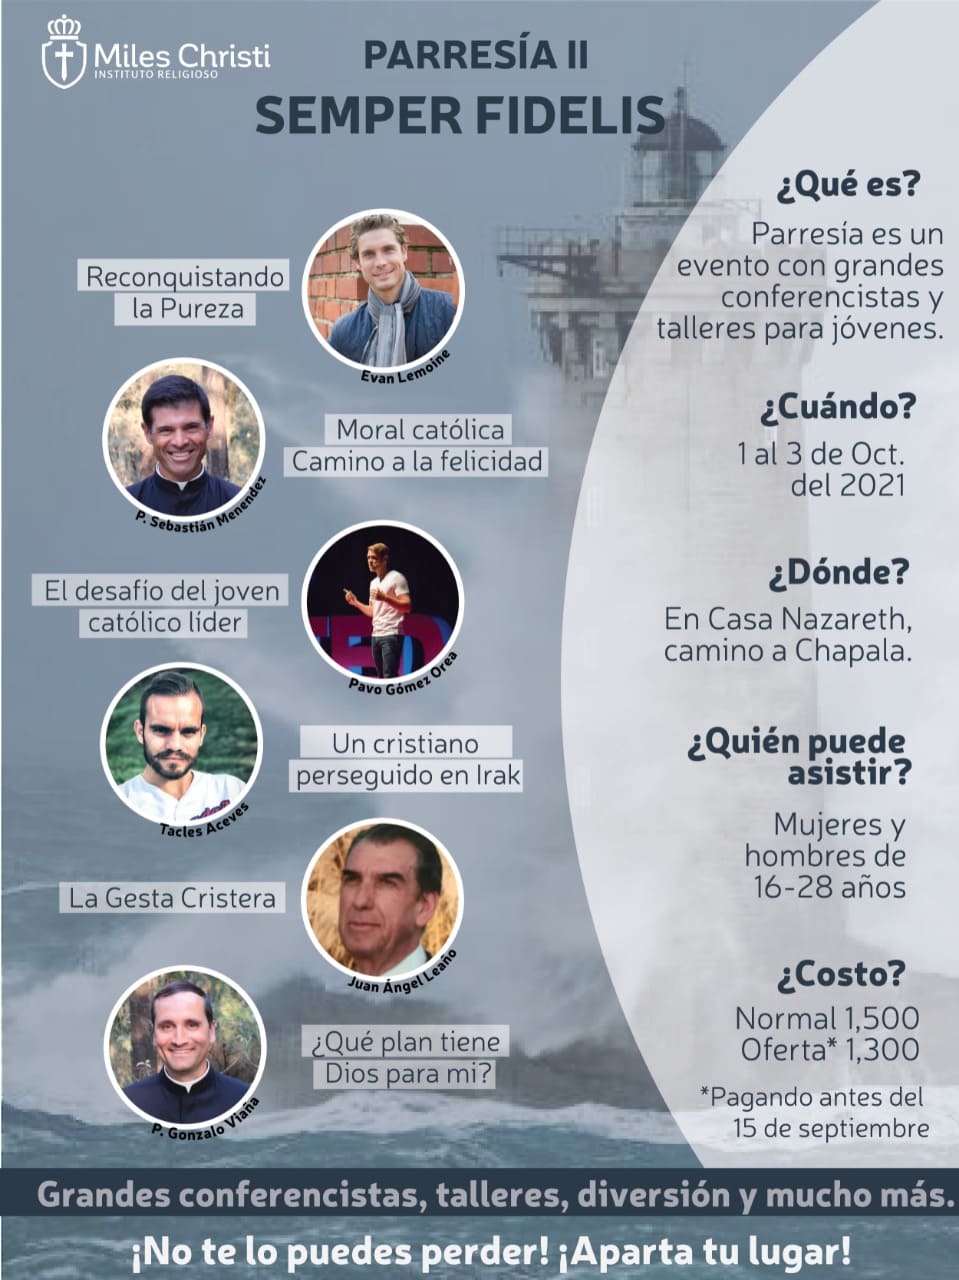 Miles Christi
INSTITUTO RELIGIOSO
PARRESÍA II
SEMPER FIDELIS
Reconquistando
la Pureza
Evan Lemoine
Moral católica
Camino a la felicidad
P. Sebastián Menendez
El desafío del joven
católico líder
Pavo Gómez Orea
Un cristiano
perseguido en Irak
Tacles Aceves
La Gesta Cristera
Juan Ángel Leaño
¿Qué plan tiene
Dios para mi?
P. Gonzalo Viaña
¿Qué es?
Parresía es un
evento con grandes
conferencistas y
talleres para jóvenes.
¿Cuándo?
1 al 3 de Oct.
del 2021
¿Dónde?
En Casa Nazareth,
camino a Chapala.
¿Quién puede
asistir?
Mujeres y
hombres de
16-28 años
¿Costo?
Normal 1,500
Oferta* 1,300
*Pagando antes del
15 de septiembre
Grandes conferencistas, talleres, diversión y mucho más.
¡No te lo puedes perder! ¡Aparta tu lugar!